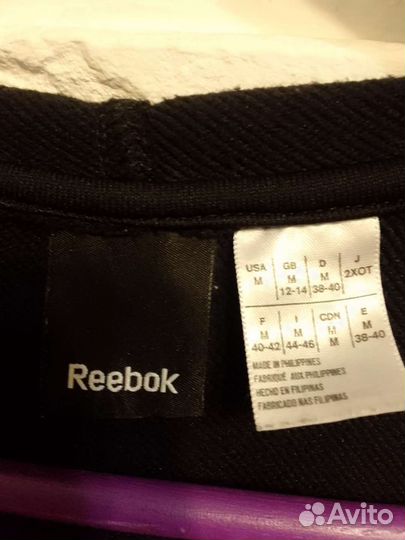 Reebok
USA GB D J
M M M 2XOT
12-14 38-40
F I CDN E
M M M M
40-42 44-46 38-40
MADE IN PHILIPPINES
FABRIQUÉ AUX PHILIPPINES
HECHO EN FILIPINAS
FABRICADO NAS FILIPINAS
Avito